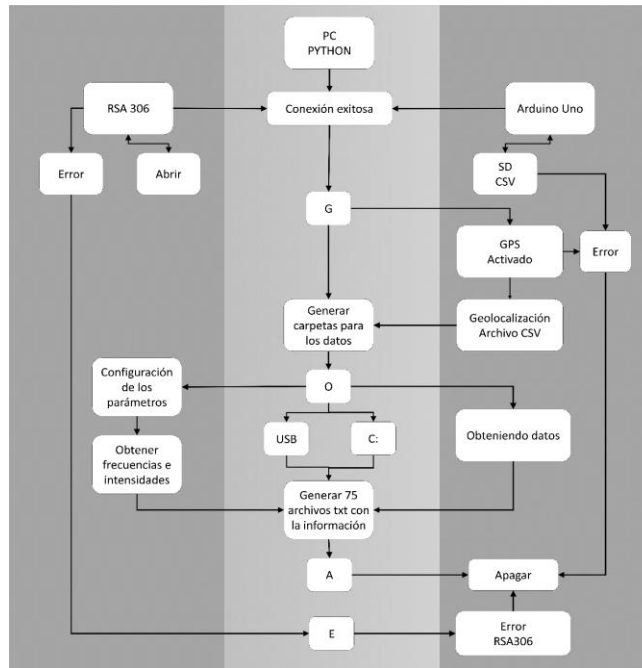 PC
PYTHON
RSA 306
Conexión exitosa
Arduino Uno
Error
Abrir
SD
CSV
G
GPS
Activado
Error
Generar
carpetas para
los datos
Geolocalización
Archivo CSV
Configuración
de los
parámetros
O
USB
C:
Obteniendo datos
Obtener
frecuencias e
intensidades
Generar 75
archivos txt con
la información
A
Apagar
E
Error
RSA306